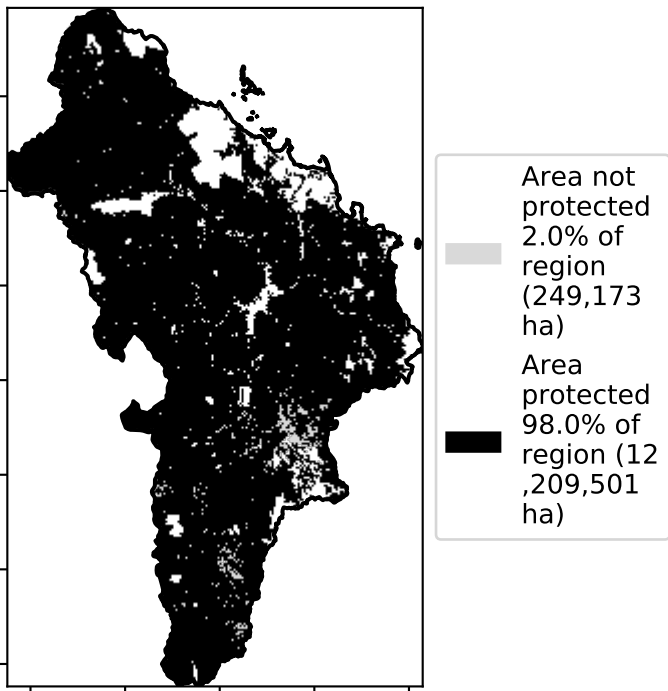 Area not
protected
2.0% of
region
(249,173
ha)
Area
protected
98.0% of
region (12
,209,501
ha)